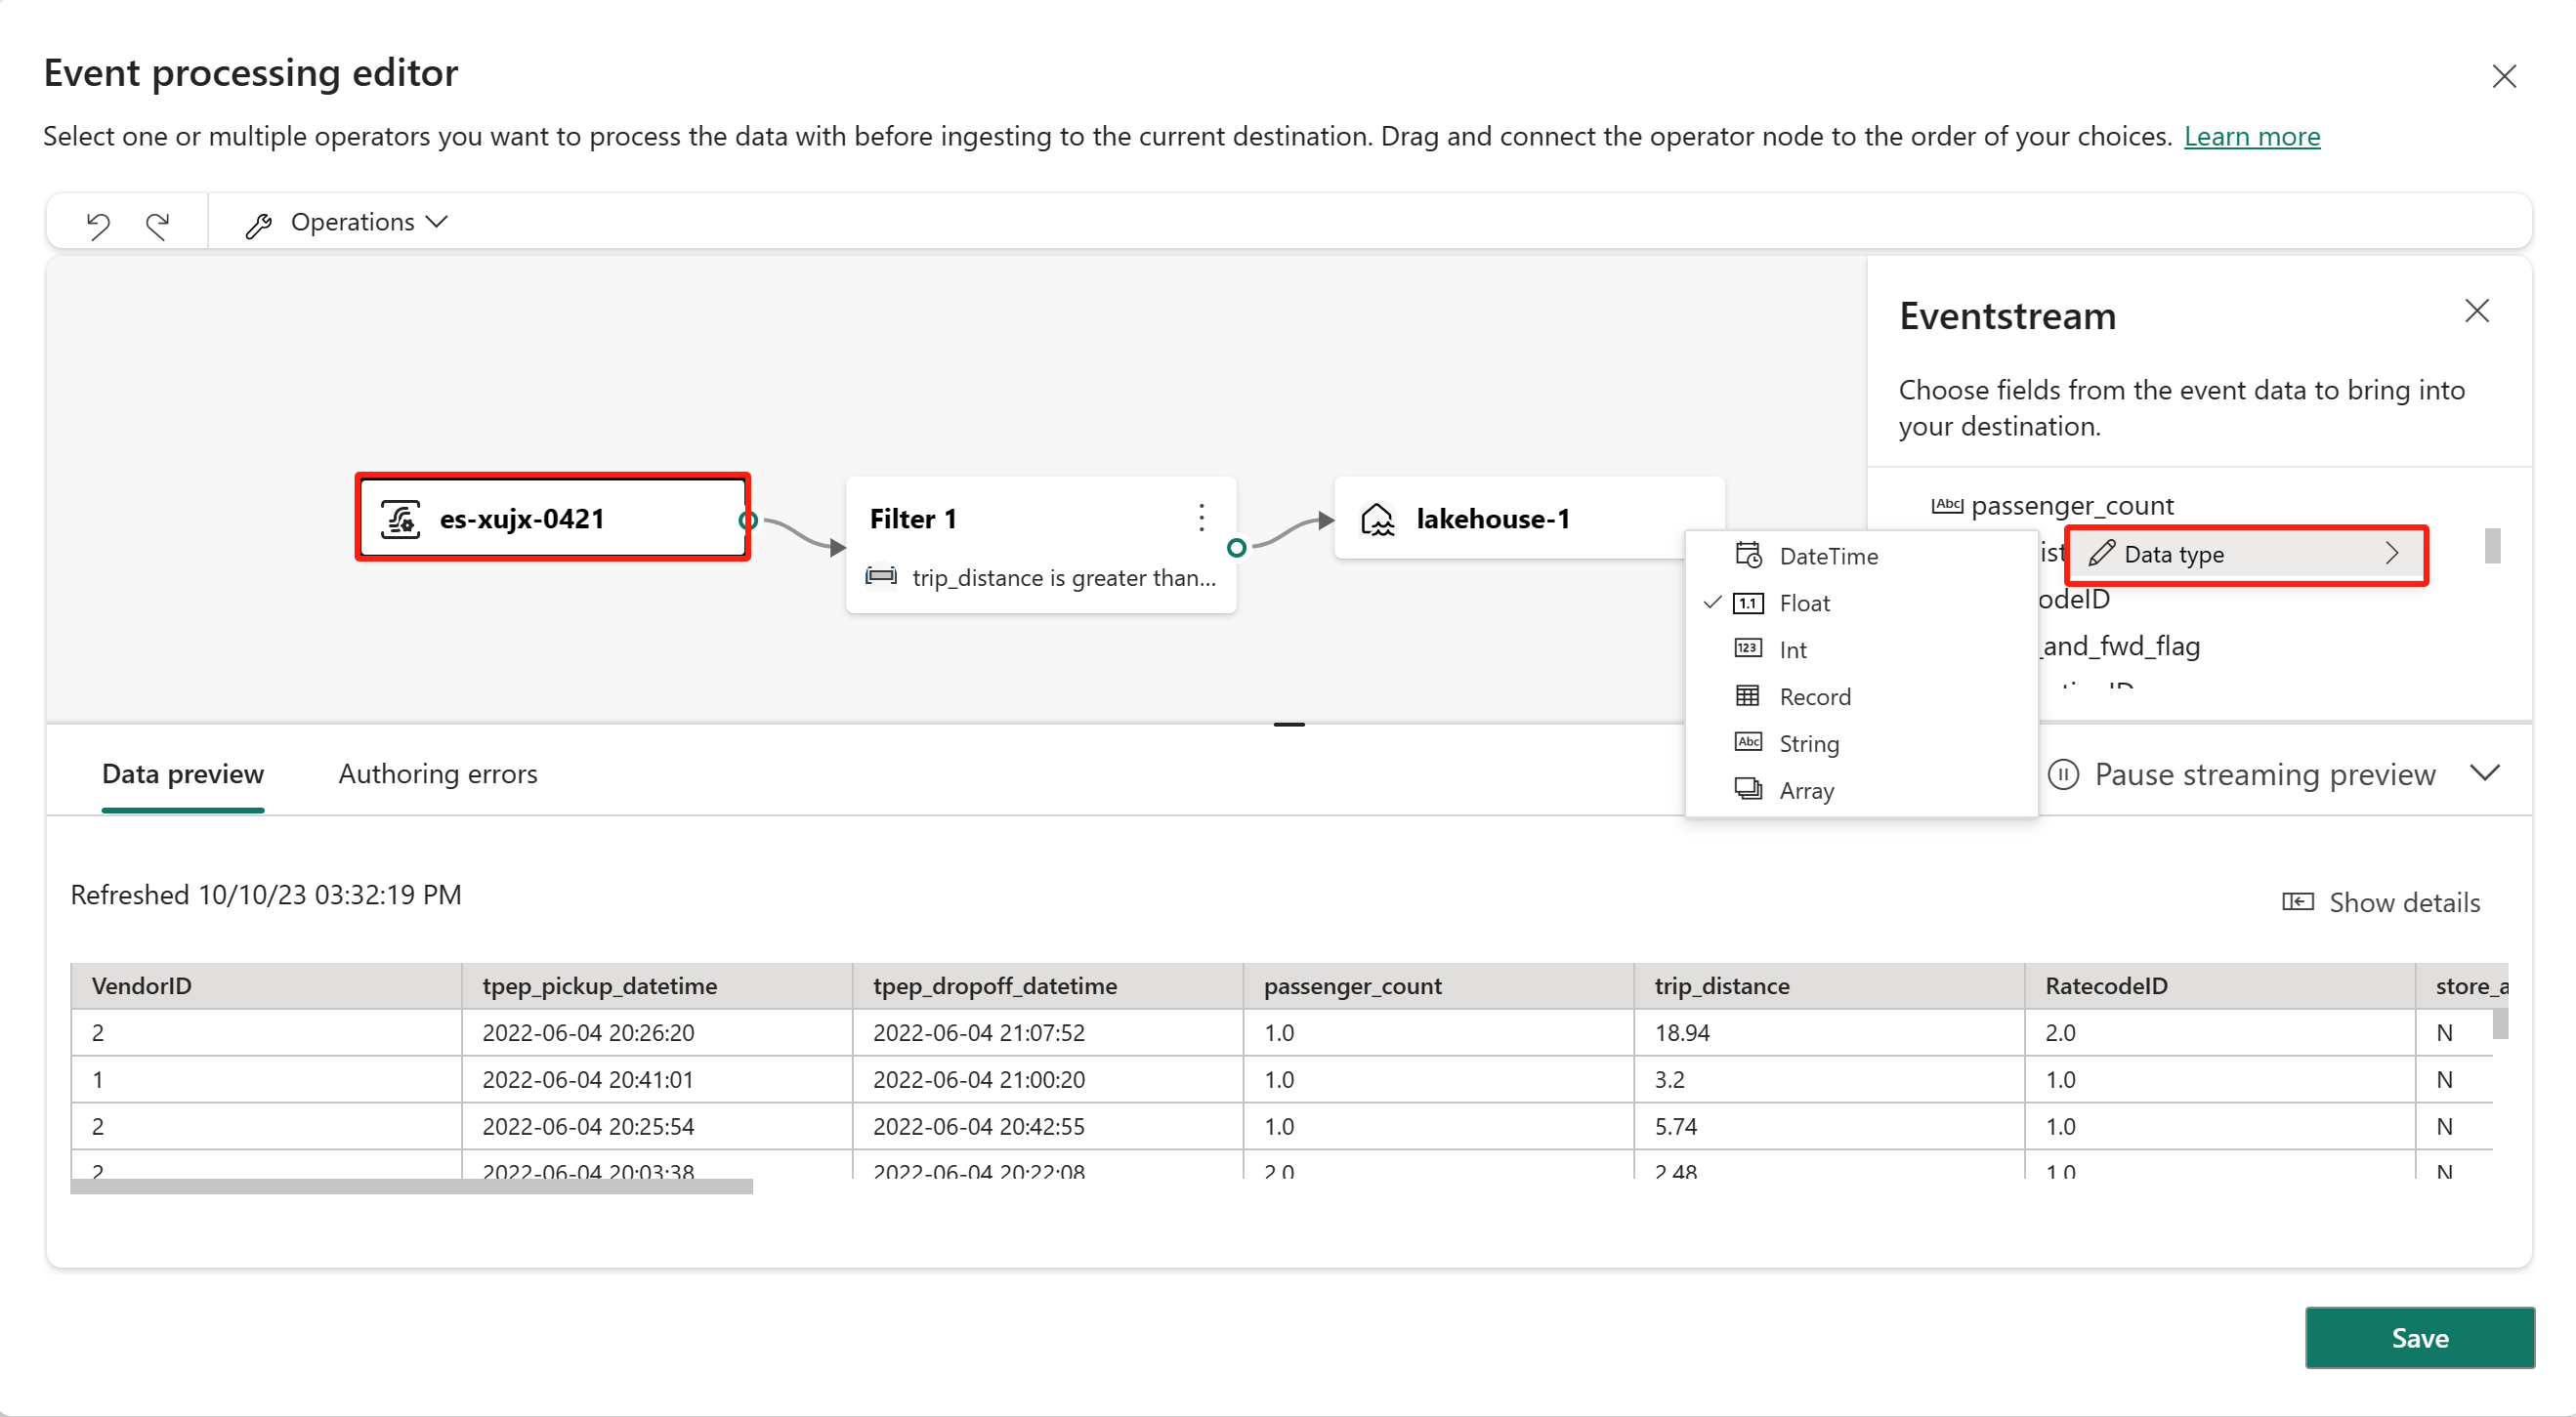 Event processing editor
Select one or multiple operators you want to process the data with before ingesting to the current destination. Drag and connect the operator node to the order of your choices. Learn more
Operations
Eventstream
Choose fields from the event data to bring into
your destination.
es-xujx-0421
Filter 1
trip_distance is greater than...
lakehouse-1
Abc passenger_count
ist
Data type
odeID
_and_fwd_flag
DateTime
1.1 Float
123 Int
Record
Abc String
Array
Data preview
Authoring errors
Pause streaming preview
Refreshed 10/10/23 03:32:19 PM
Show details
VendorID tpep_pickup_datetime tpep_dropoff_datetime passenger_count trip_distance RatecodeID store_a
2 2022-06-04 20:26:20 2022-06-04 21:07:52 1.0 18.94 2.0 N
1 2022-06-04 20:41:01 2022-06-04 21:00:20 1.0 3.2 1.0 N
2 2022-06-04 20:25:54 2022-06-04 20:42:55 1.0 5.74 1.0 N
2 2022-06-04 20:03:38 2022-06-04 20:22:08 2.0 2.48 1.0 N
Save